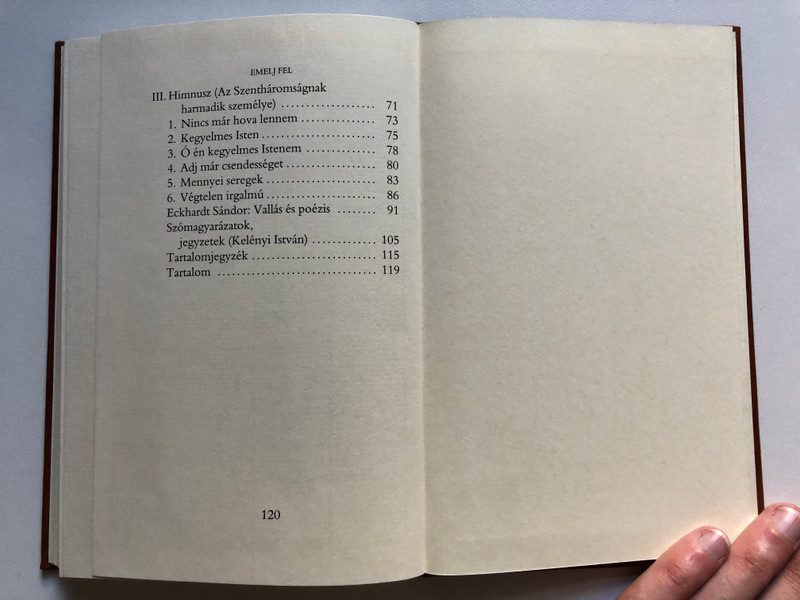 EMELJ FEL
III. Himnusz (Az Szentháromságnak
harmadik személye) ................... 71
1. Nincs már hova lennem ............... 73
2. Kegyelmes Isten ....................... 75
3. Ó én kegyelmes Istenem .............. 78
4. Adj már csendességet .................. 80
5. Mennyei seregek ...................... 83
6. Végtelen irgalmú ...................... 86
Eckhardt Sándor: Vallás és poézis ........ 91
Szómagyarázatok,
jegyzetek (Kelényi István) ............. 105
Tartalomjegyzék ......................... 115
Tartalom ................................ 119
120